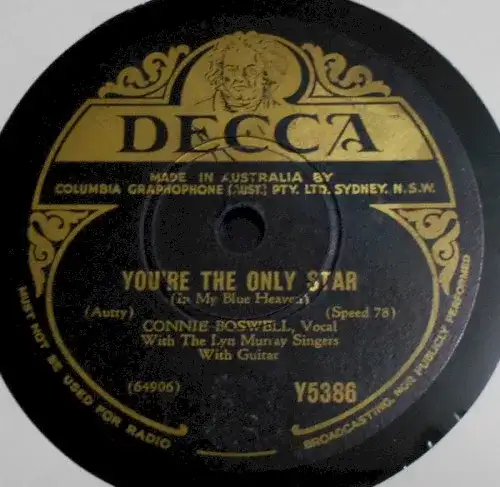 DECCA
MADE IN AUSTRALIA BY
COLUMBIA GRAPHOPHONE (AUST.) PTY. LTD. SYDNEY, N.S.W.
YOU'RE THE ONLY STAR
(In My Blue Heaven)
(Autry) (Speed 78)
CONNIE BOSWELL, Vocal
With The Lyn Murray Singers
With Guitar
(64906) Y5386
MUST NOT BE USED FOR RADIO BROADCASTING, NOR PUBLICLY PERFORMED